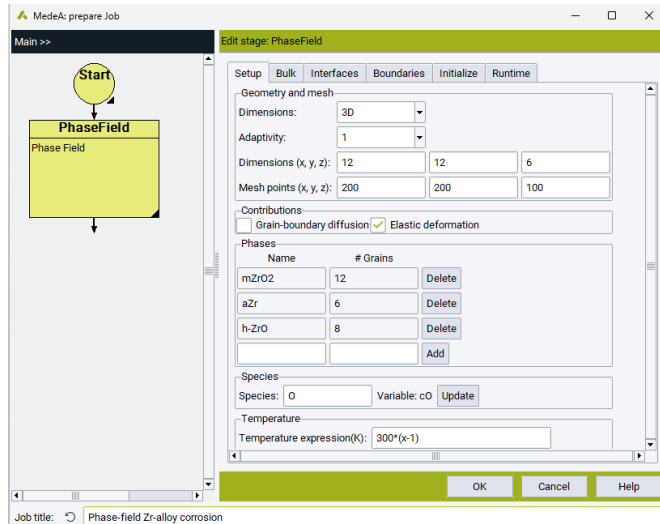 MedeA: prepare Job
Main >>
Edit stage: PhaseField
Start
PhaseField
Phase Field
Setup Bulk Interfaces Boundaries Initialize Runtime
Geometry and mesh
Dimensions: 3D
Adaptivity: 1
Dimensions (x, y, z): 12 12 6
Mesh points (x, y, z): 200 200 100
Contributions
Grain-boundary diffusion Elastic deformation
Phases
Name # Grains
mZrO2 12 Delete
aZr 6 Delete
h-ZrO 8 Delete
Add
Species
Species: O Variable: cO Update
Temperature
Temperature expression(K): 300*(x-1)
OK Cancel Help
Job title: Phase-field Zr-alloy corrosion